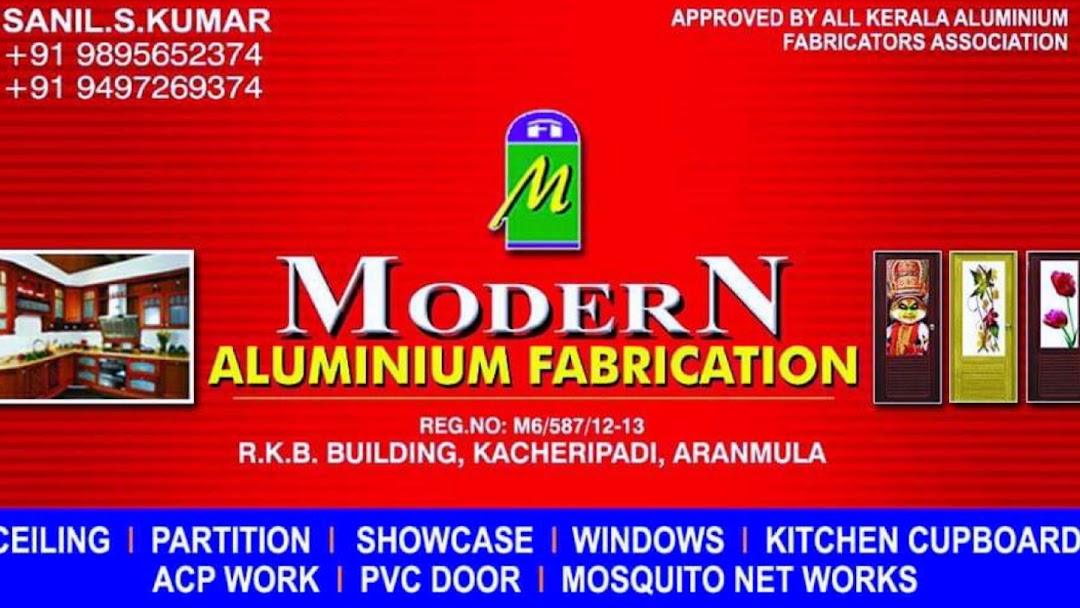 SANIL.S.KUMAR
+91 9895652374
+91 9497269374
APPROVED BY ALL KERALA ALUMINIUM
FABRICATORS ASSOCIATION
M
MODERN
ALUMINIUM FABRICATION
REG.NO: M6/587/12-13
R.K.B. BUILDING, KACHERIPADI, ARANMULA
CEILING | PARTITION | SHOWCASE | WINDOWS | KITCHEN CUPBOARD
ACP WORK | PVC DOOR | MOSQUITO NET WORKS